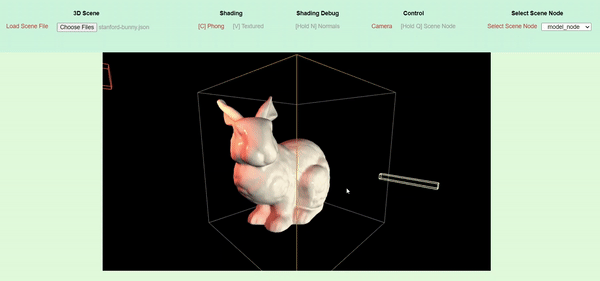 3D Scene
Shading
Shading Debug
Control
Select Scene Node
Load Scene File
Choose Files stanford-bunny.json
[C] Phong
[V] Textured
[Hold N] Normals
Camera
[Hold Q] Scene Node
Select Scene Node
model_node